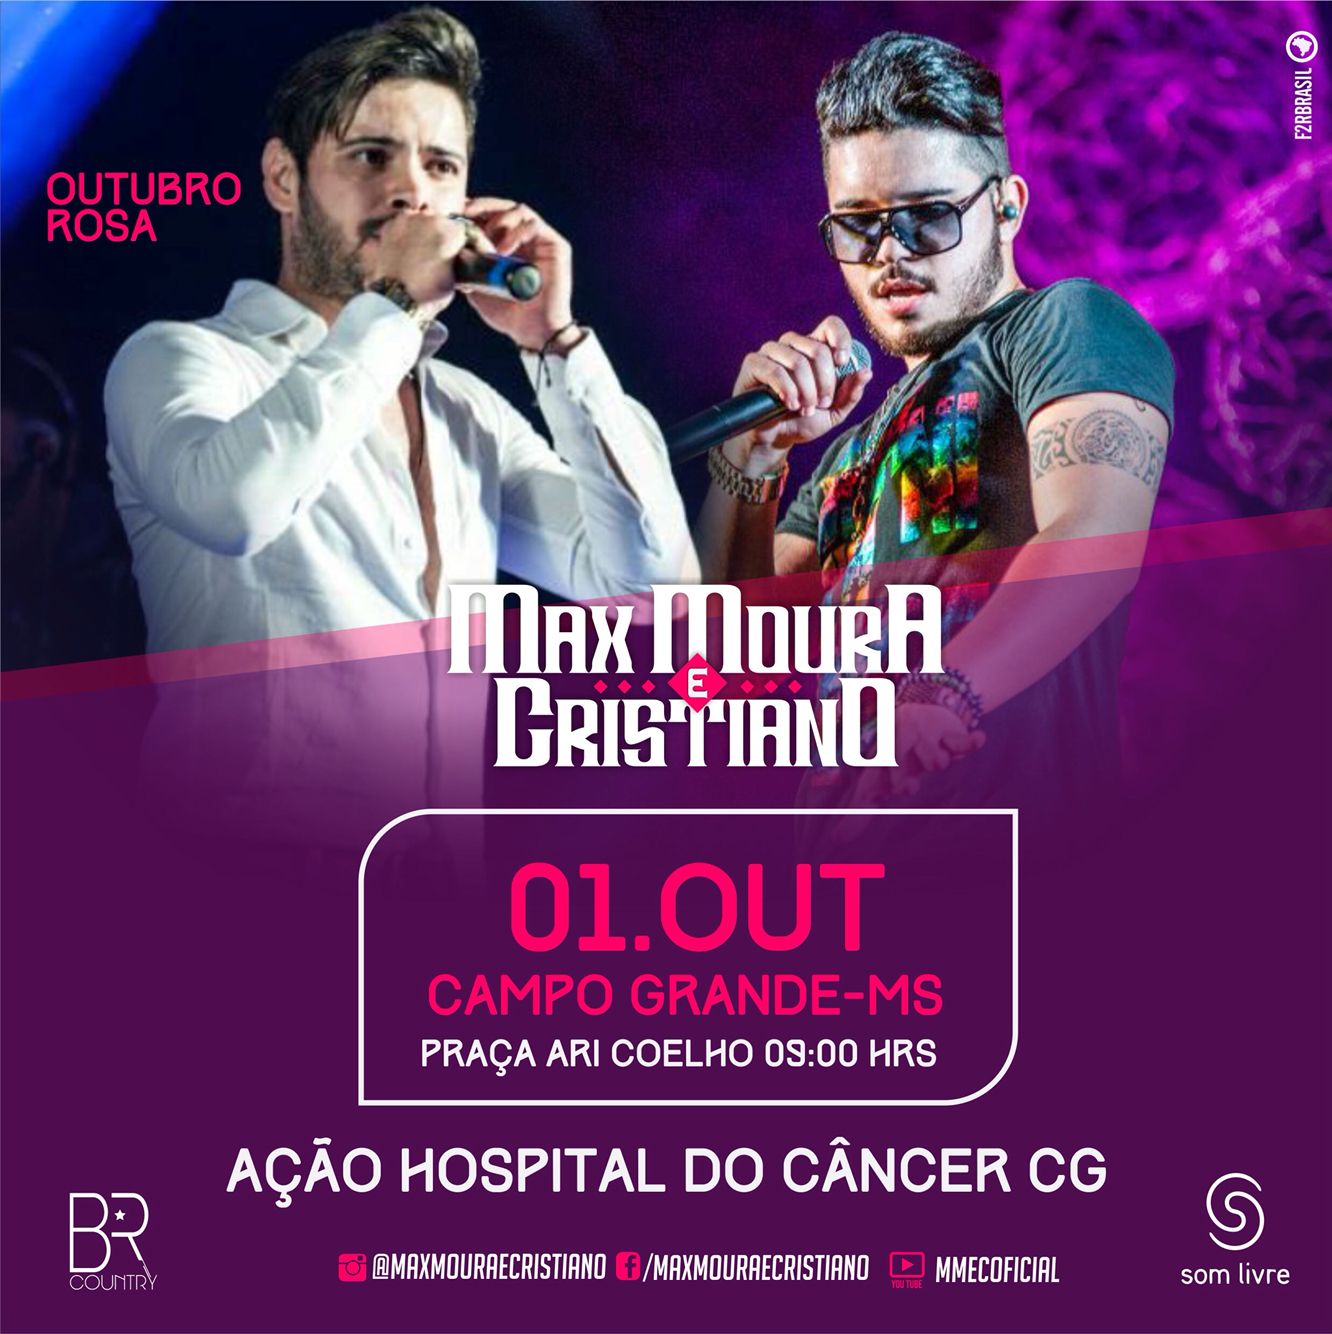 F2RBRASIL
OUTUBRO
ROSA
MAX MOURA
E
CRISTIANO
01.OUT
CAMPO GRANDE-MS
PRAÇA ARI COELHO 09:00 HRS
AÇÃO HOSPITAL DO CÂNCER CG
BR
COUNTRY
@MAXMOURAECRISTIANO /MAXMOURAECRISTIANO YOU TUBE MMECOFICIAL
som livre